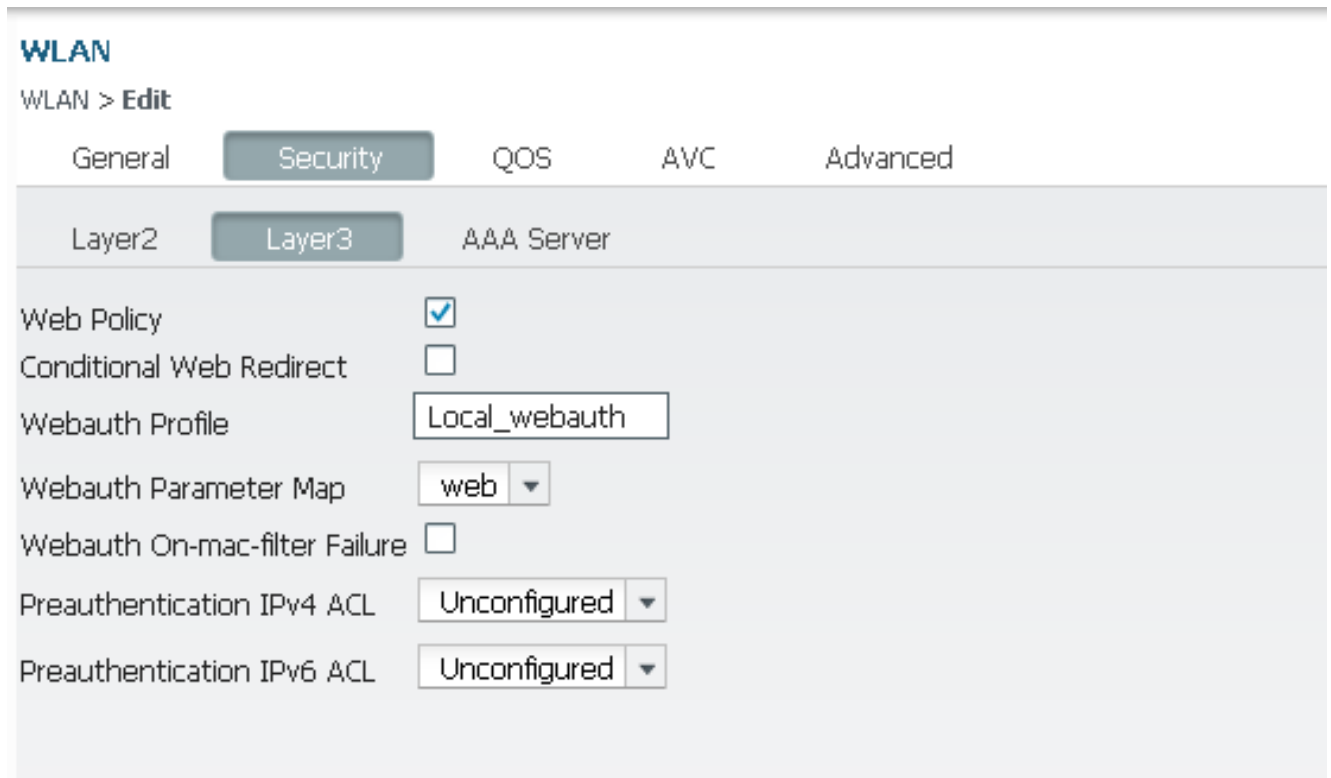 WLAN
WLAN > Edit
General Security QOS AVC Advanced
Layer2 Layer3 AAA Server
Web Policy
Conditional Web Redirect
Webauth Profile Local_webauth
Webauth Parameter Map web
Webauth On-mac-filter Failure
Preauthentication IPv4 ACL Unconfigured
Preauthentication IPv6 ACL Unconfigured